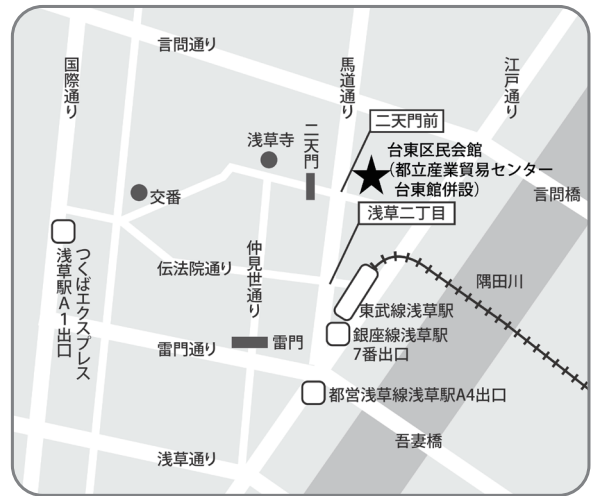 言問通り
国際通り
馬道通り
江戸通り
二天門前
二天門
浅草寺
台東区民会館
(都立産業貿易センター
台東館併設)
交番
言問橋
浅草二丁目
つくばエクスプレス
浅草駅A1出口
伝法院通り
仲見世通り
隅田川
東武線浅草駅
銀座線浅草駅
7番出口
雷門通り
雷門
都営浅草線浅草駅A4出口
吾妻橋
浅草通り